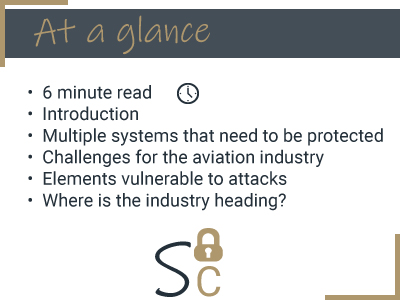 At a glance
• 6 minute read
• Introduction
• Multiple systems that need to be protected
• Challenges for the aviation industry
• Elements vulnerable to attacks
• Where is the industry heading?
S
C